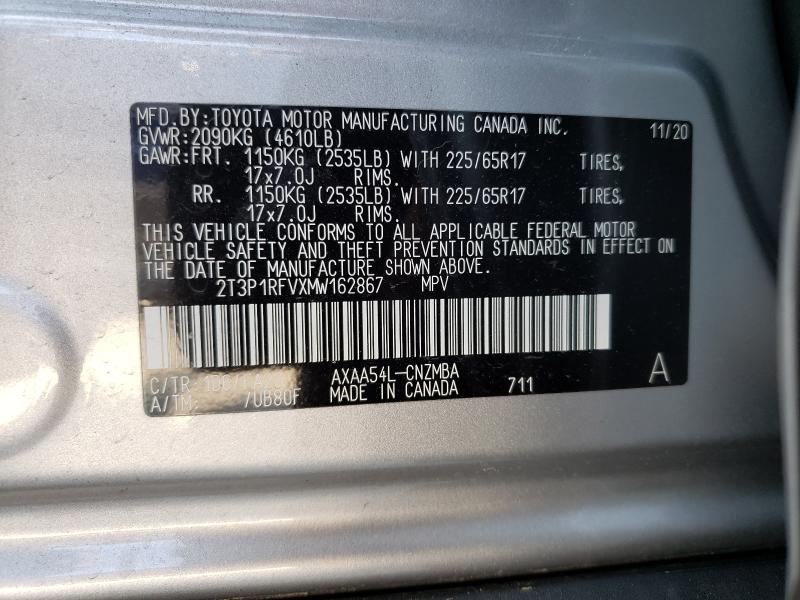 MFD.BY:TOYOTA MOTOR MANUFACTURING CANADA INC. 11/20
GVWR:2090KG (4610LB)
GAWR:FRT. 1150KG (2535LB) WITH 225/65R17 TIRES,
17x7.0J RIMS.
RR. 1150KG (2535LB) WITH 225/65R17 TIRES,
17x7.0J RIMS.
THIS VEHICLE CONFORMS TO ALL APPLICABLE FEDERAL MOTOR
VEHICLE SAFETY AND THEFT PREVENTION STANDARDS IN EFFECT ON
THE DATE OF MANUFACTURE SHOWN ABOVE.
2T3P1RFVXMW162867 MPV
C/TR: AXAA54L-CNZMBA A
A/TM: /UB80F MADE IN CANADA 711